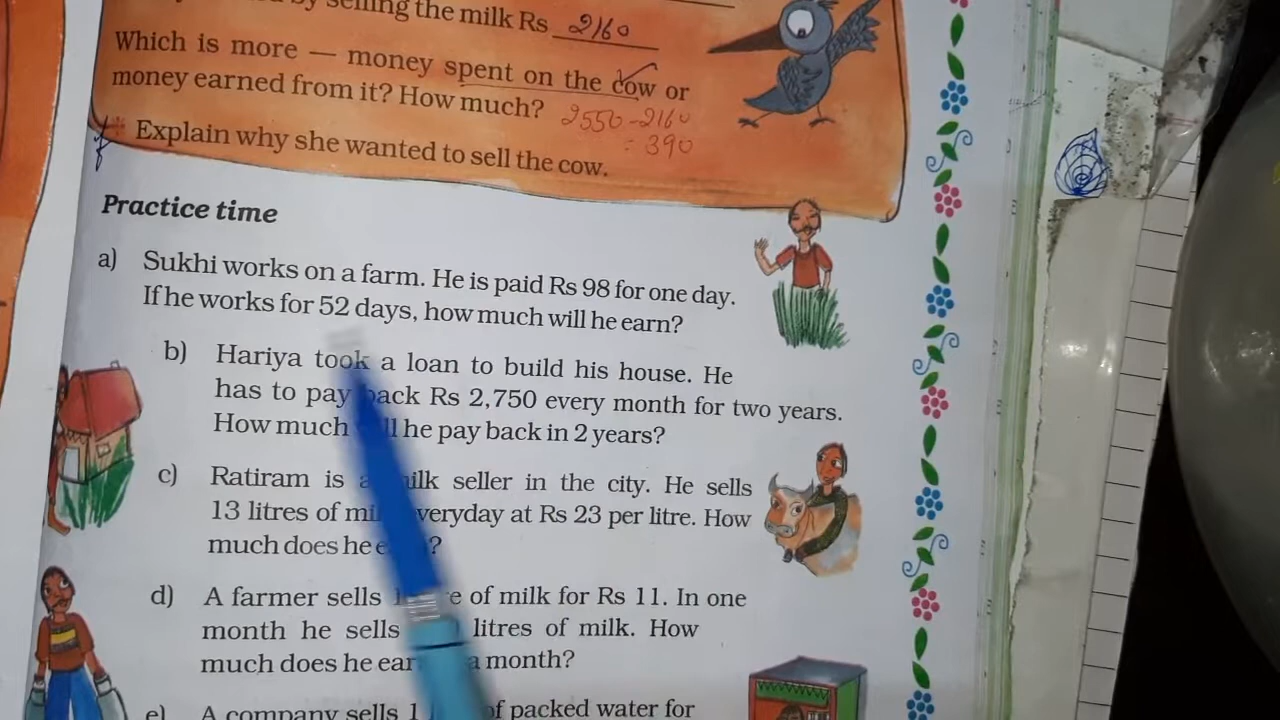 by selling the milk Rs 2160
Which is more — money spent on the cow or
money earned from it? How much? 2550 - 2160
= 390
Explain why she wanted to sell the cow.
Practice time
a) Sukhi works on a farm. He is paid Rs 98 for one day.
If he works for 52 days, how much will he earn?
b) Hariya took a loan to build his house. He
has to pay back Rs 2,750 every month for two years.
How much he pay back in 2 years?
c) Ratiram is a milk seller in the city. He sells
13 litres of milk everyday at Rs 23 per litre. How
much does he ?
d) A farmer sells of milk for Rs 11. In one
month he sells litres of milk. How
much does he earn a month?
e) A company sells 1 of packed water for